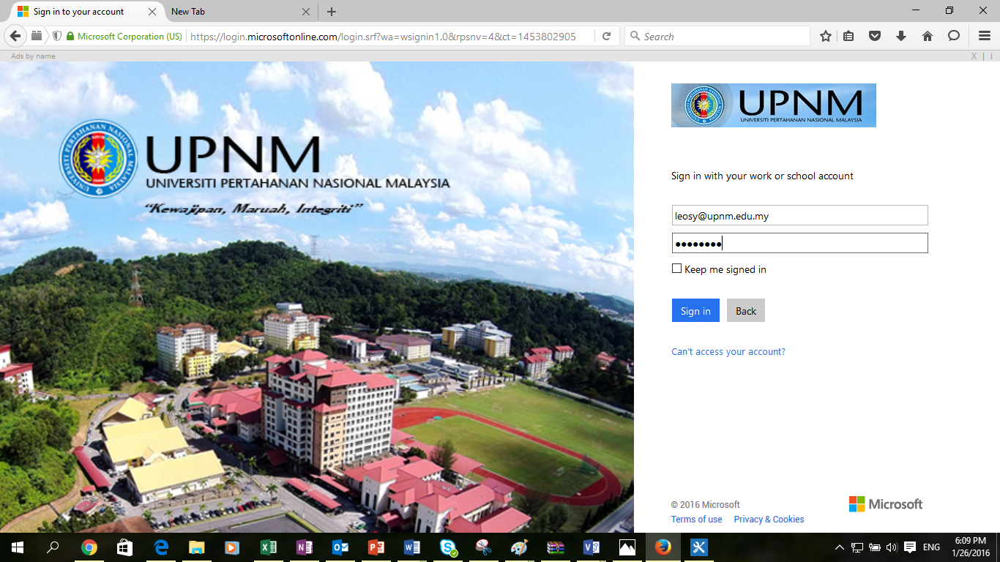 Sign in to your account
New Tab
Microsoft Corporation (US)
https://login.microsoftonline.com/login.srf?wa=wsignin1.0&rpsnv=4&ct=1453802905
Search
Ads by name
X | i
UPNM
UNIVERSITI PERTAHANAN NASIONAL MALAYSIA
"Kewajipan, Maruah, Integriti"
UNIVERSITI PERTAHANAN NASIONAL MALAYSIA
UPNM
UNIVERSITI PERTAHANAN NASIONAL MALAYSIA
Sign in with your work or school account
leosy@upnm.edu.my
●●●●●●●●
Keep me signed in
Sign in
Back
Can't access your account?
© 2016 Microsoft
Terms of use
Privacy & Cookies
Microsoft
ENG
6:09 PM
1/26/2016